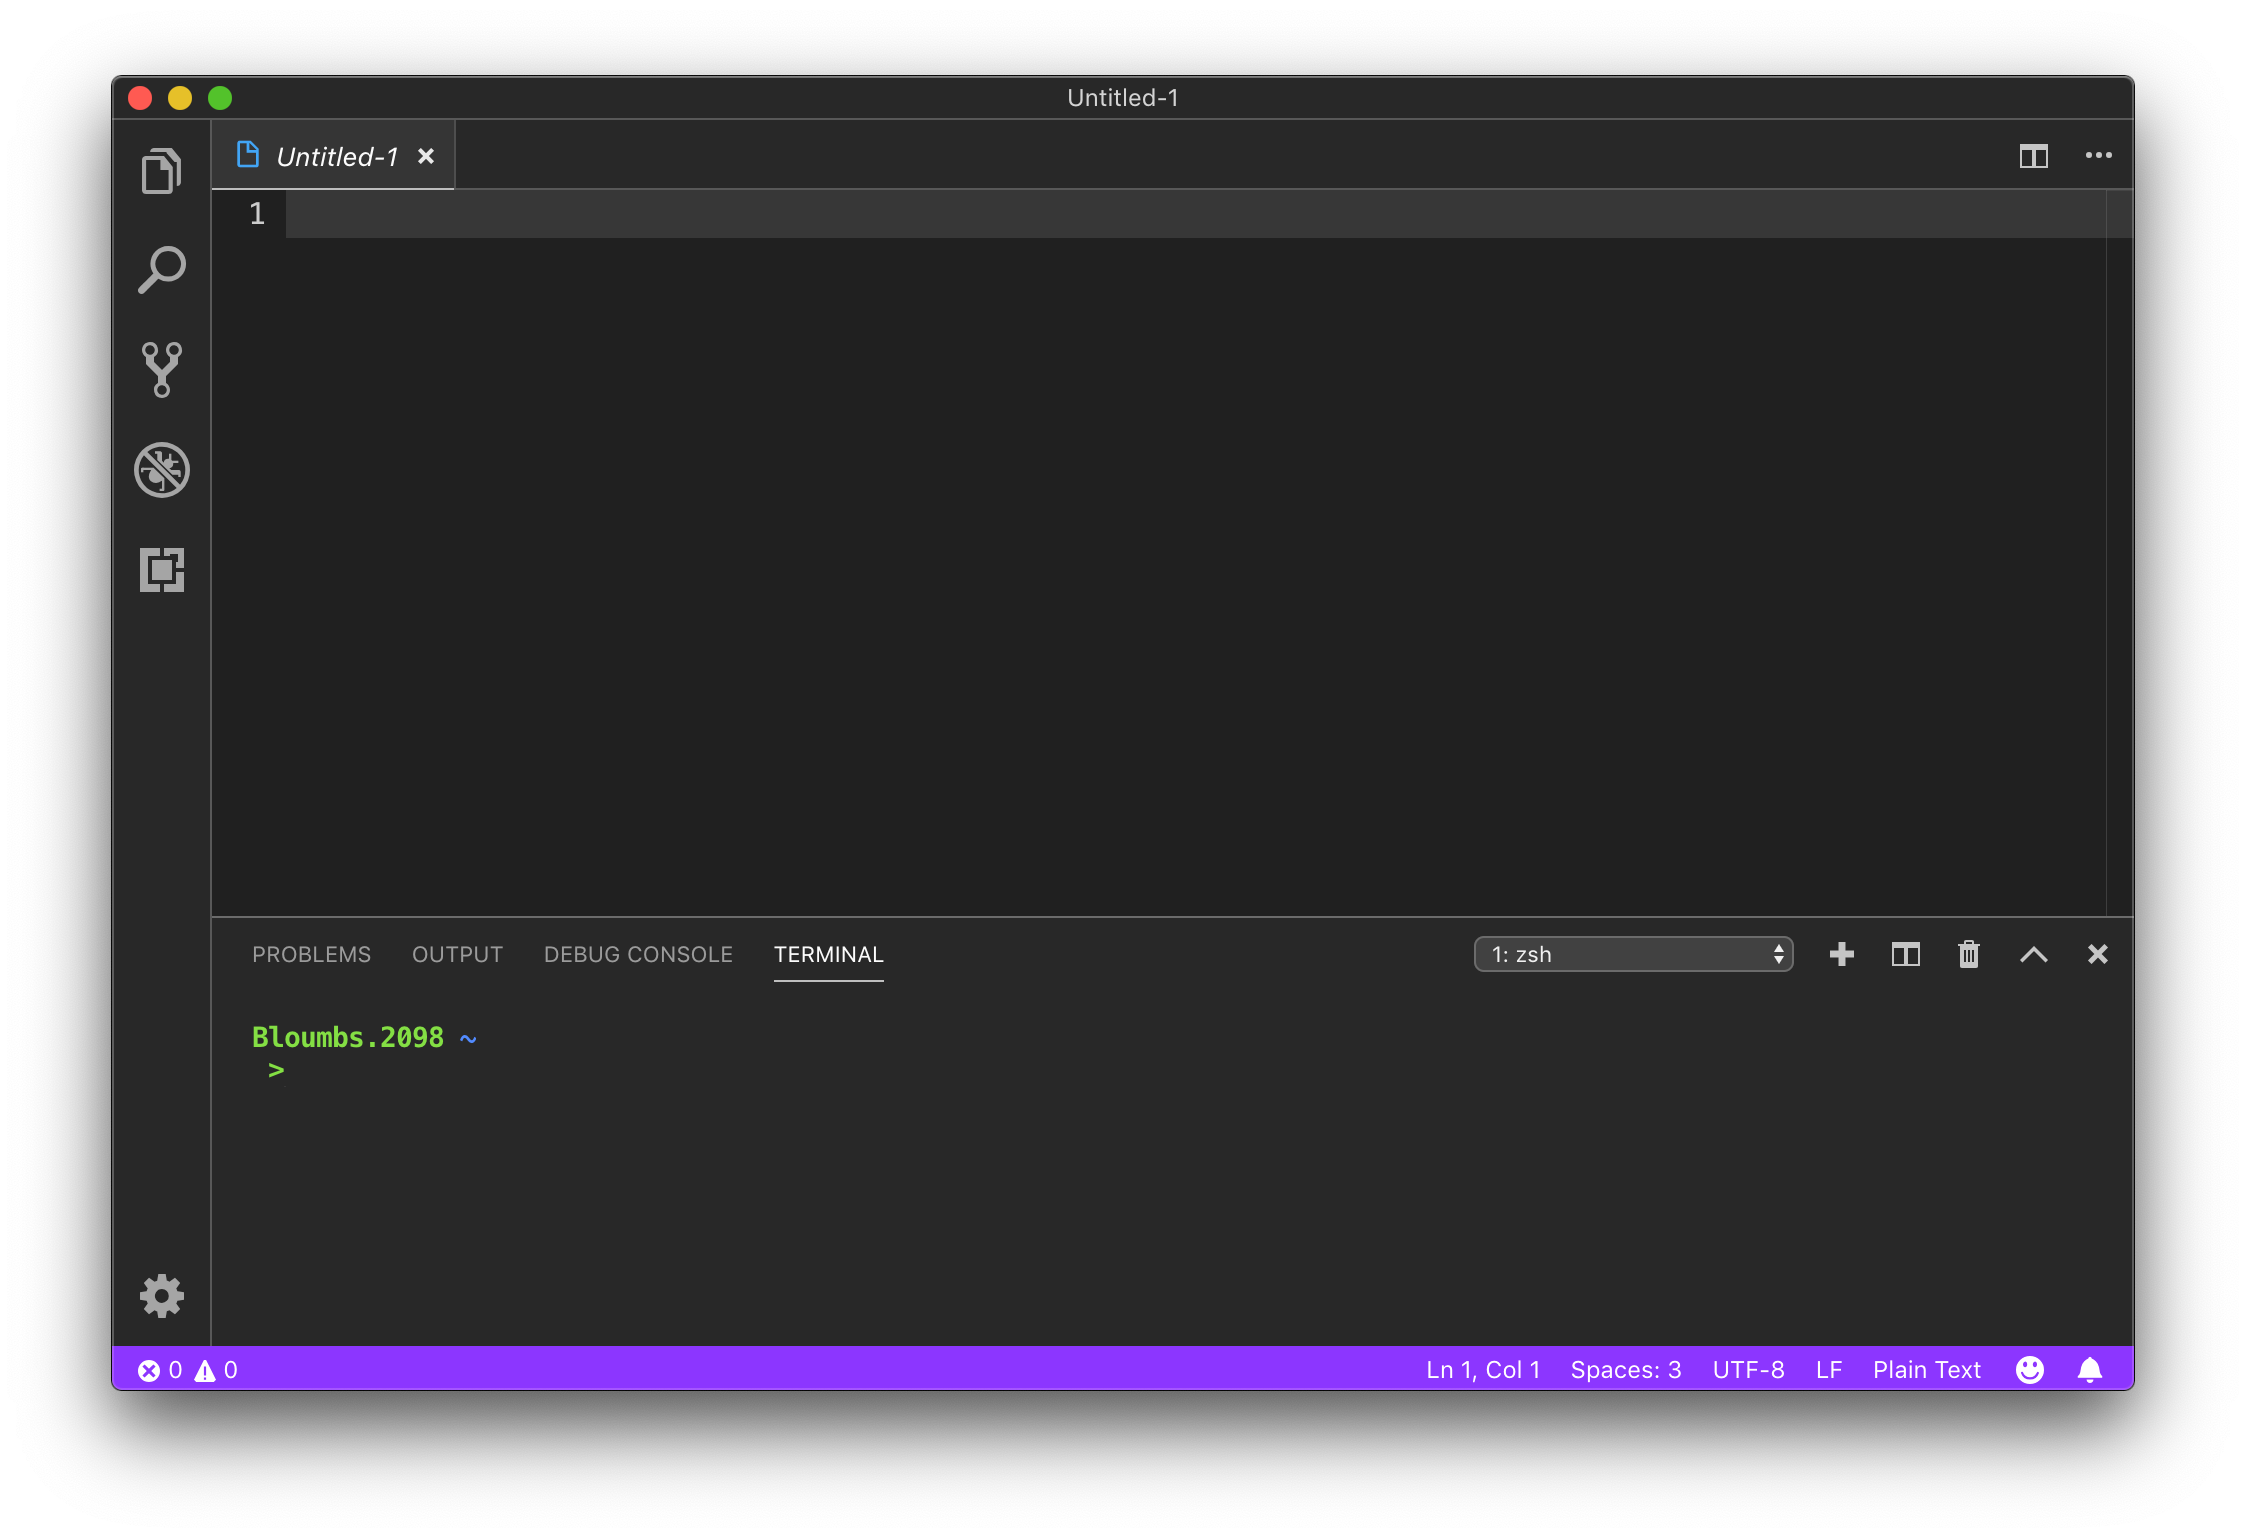 Untitled-1
Untitled-1
1
PROBLEMS OUTPUT DEBUG CONSOLE TERMINAL 1: zsh
Bloumbs.2098 ~
>
0 0 Ln 1, Col 1 Spaces: 3 UTF-8 LF Plain Text